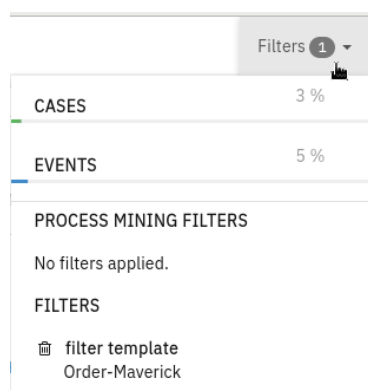 Filters 1
CASES 3 %
EVENTS 5 %
PROCESS MINING FILTERS
No filters applied.
FILTERS
filter template
Order-Maverick